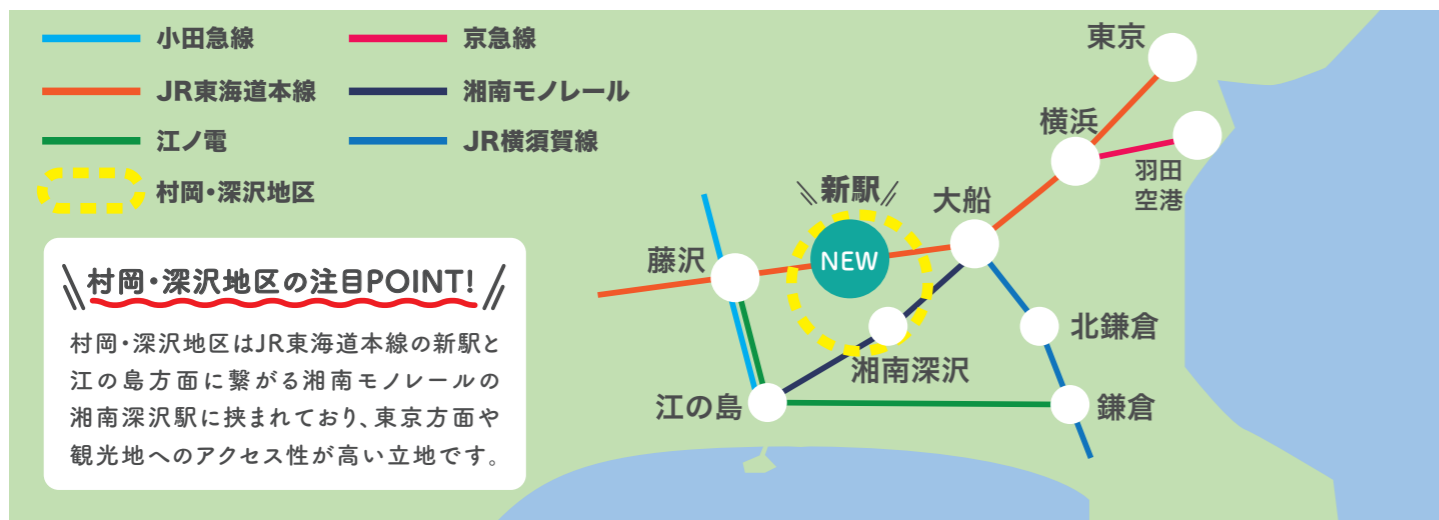 小田急線
京急線
JR東海道本線
湘南モノレール
江ノ電
JR横須賀線
村岡・深沢地区
村岡・深沢地区の注目POINT!
村岡・深沢地区はJR東海道本線の新駅と
江の島方面に繋がる湘南モノレールの
湘南深沢駅に挟まれており、東京方面や
観光地へのアクセス性が高い立地です。
東京
横浜
羽田
空港
新駅
大船
藤沢
NEW
北鎌倉
湘南深沢
江の島
鎌倉